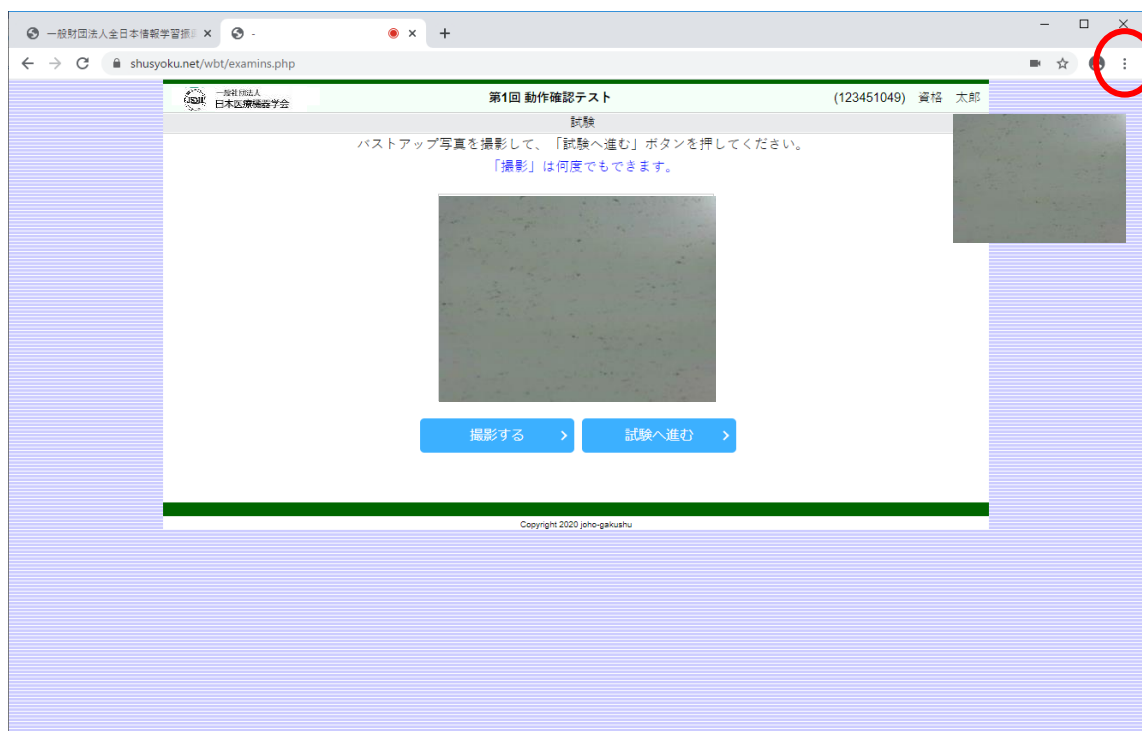 一般財団法人全日本情報学習振
-
shusyoku.net/wbt/examins.php
一般社団法人
日本医療機器学会
第1回 動作確認テスト
(123451049) 資格 太郎
試験
バストアップ写真を撮影して、「試験へ進む」ボタンを押してください。
「撮影」は何度でもできます。
撮影する
試験へ進む
Copyright 2020 joho-gakushu